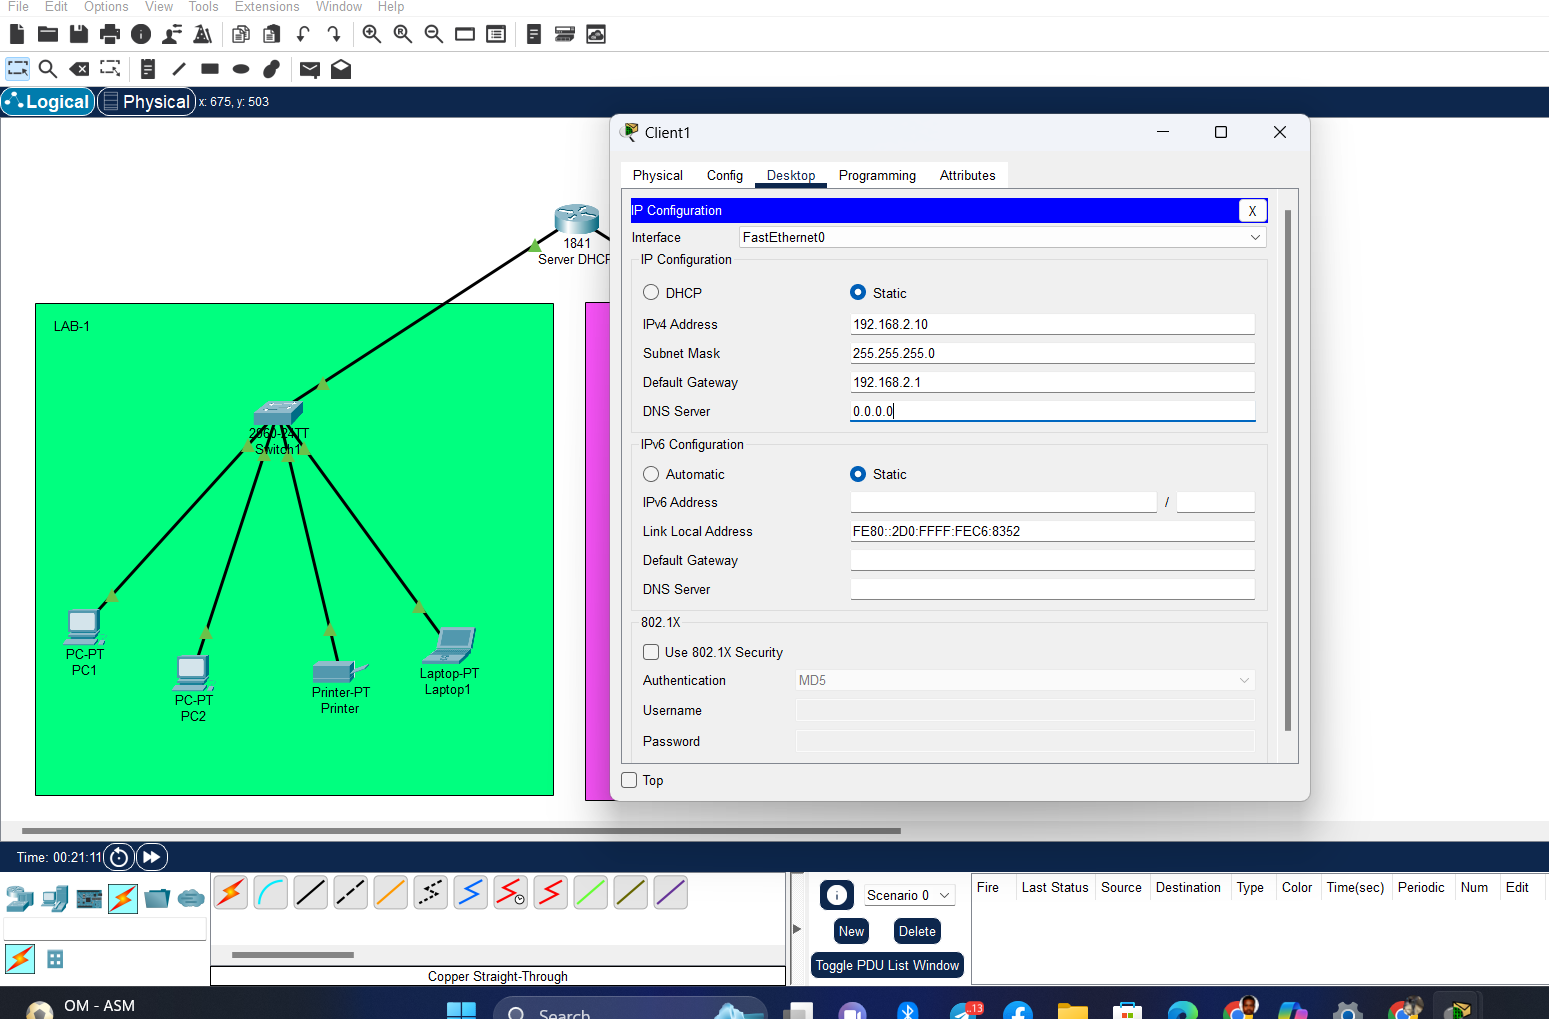 File Edit Options View Tools Extensions Window Help
Logical Physical x: 675, y: 503
Client1
Physical Config Desktop Programming Attributes
IP Configuration X
Interface FastEthernet0
IP Configuration
DHCP Static
IPv4 Address 192.168.2.10
Subnet Mask 255.255.255.0
Default Gateway 192.168.2.1
DNS Server 0.0.0.0
IPv6 Configuration
Automatic Static
IPv6 Address /
Link Local Address FE80::2D0:FFFF:FEC6:8352
Default Gateway
DNS Server
802.1X
Use 802.1X Security
Authentication MD5
Username
Password
Top
1841
Server DHCP
LAB-1
2960-24TT
Switch1
PC-PT
PC1
PC-PT
PC2
Printer-PT
Printer
Laptop-PT
Laptop1
Time: 00:21:11
Scenario 0
New Delete
Toggle PDU List Window
Fire Last Status Source Destination Type Color Time(sec) Periodic Num Edit
Copper Straight-Through
OM - ASM
Search
..13